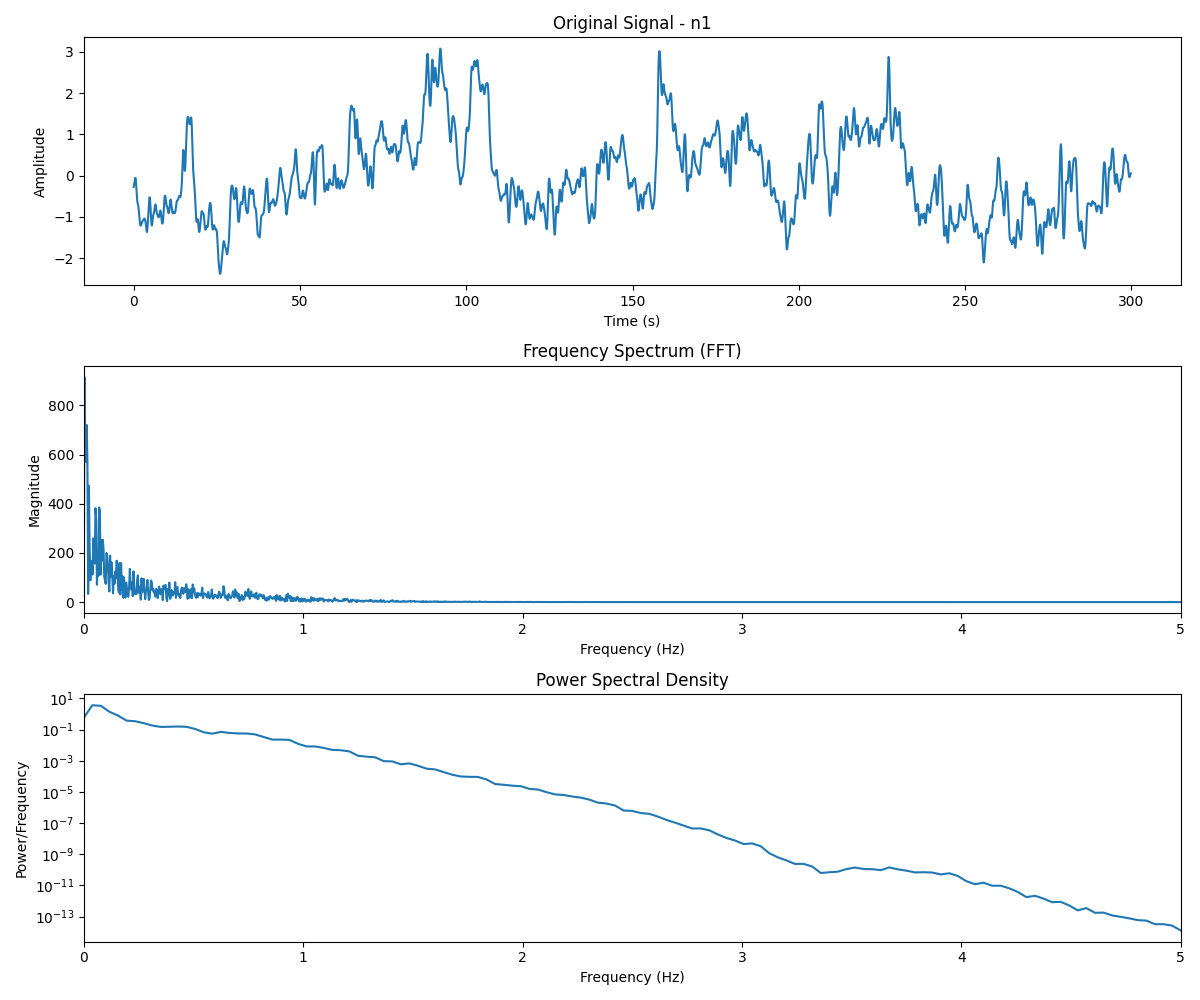 Original Signal - n1
Amplitude
3
2
1
0
−1
−2
0 50 100 150 200 250 300
Time (s)
Frequency Spectrum (FFT)
Magnitude
800
600
400
200
0
0 1 2 3 4 5
Frequency (Hz)
Power Spectral Density
Power/Frequency
10¹
10⁻¹
10⁻³
10⁻⁵
10⁻⁷
10⁻⁹
10⁻¹¹
10⁻¹³
0 1 2 3 4 5
Frequency (Hz)